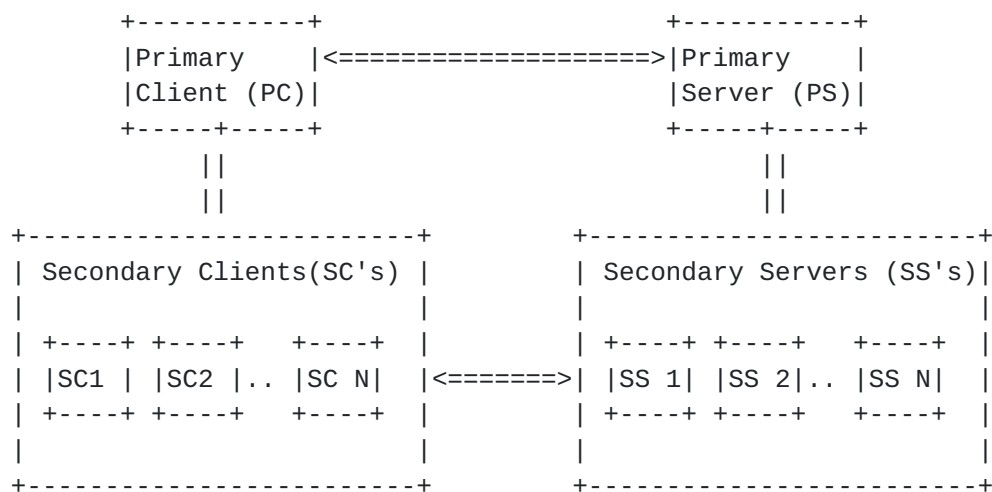 +-----------+                      +-----------+
|Primary    |<====================>|Primary    |
|Client (PC)|                      |Server (PS)|
+-----+-----+                      +-----+-----+
||                                  ||
||                                  ||
+-------------------------+         +-------------------------+
| Secondary Clients(SC's) |         | Secondary Servers (SS's)|
|                         |         |                         |
| +----+ +----+   +----+  |         | +----+ +----+   +----+  |
| |SC1 | |SC2 |.. |SC N|  |<=======>| |SS 1| |SS 2|.. |SS N|  |
| +----+ +----+   +----+  |         | +----+ +----+   +----+  |
|                         |         |                         |
+-------------------------+         +-------------------------+